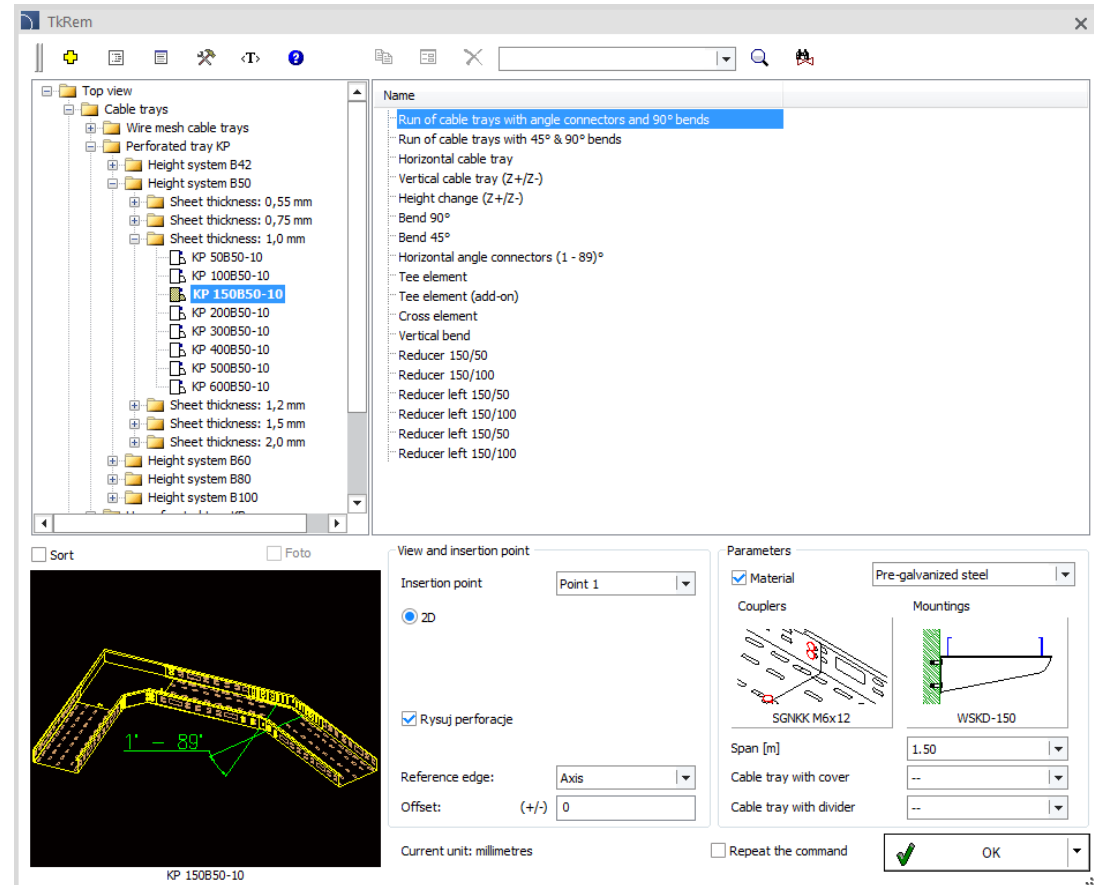 TkRem
<T>
Top view
Cable trays
Wire mesh cable trays
Perforated tray KP
Height system B42
Height system B50
Sheet thickness: 0,55 mm
Sheet thickness: 0,75 mm
Sheet thickness: 1,0 mm
KP 50B50-10
KP 100B50-10
KP 150B50-10
KP 200B50-10
KP 300B50-10
KP 400B50-10
KP 500B50-10
KP 600B50-10
Sheet thickness: 1,2 mm
Sheet thickness: 1,5 mm
Sheet thickness: 2,0 mm
Height system B60
Height system B80
Height system B100
Name
Run of cable trays with angle connectors and 90° bends
Run of cable trays with 45° & 90° bends
Horizontal cable tray
Vertical cable tray (Z+/Z-)
Height change (Z+/Z-)
Bend 90°
Bend 45°
Horizontal angle connectors (1 - 89)°
Tee element
Tee element (add-on)
Cross element
Vertical bend
Reducer 150/50
Reducer 150/100
Reducer left 150/50
Reducer left 150/100
Reducer left 150/50
Reducer left 150/100
Sort
Foto
1° - 89°
KP 150B50-10
View and insertion point
Insertion point Point 1
2D
Rysuj perforacje
Reference edge: Axis
Offset: (+/-) 0
Current unit: millimetres
Parameters
Material Pre-galvanized steel
Couplers Mountings
SGNKK M6x12 WSKD-150
Span [m] 1.50
Cable tray with cover --
Cable tray with divider --
Repeat the command OK